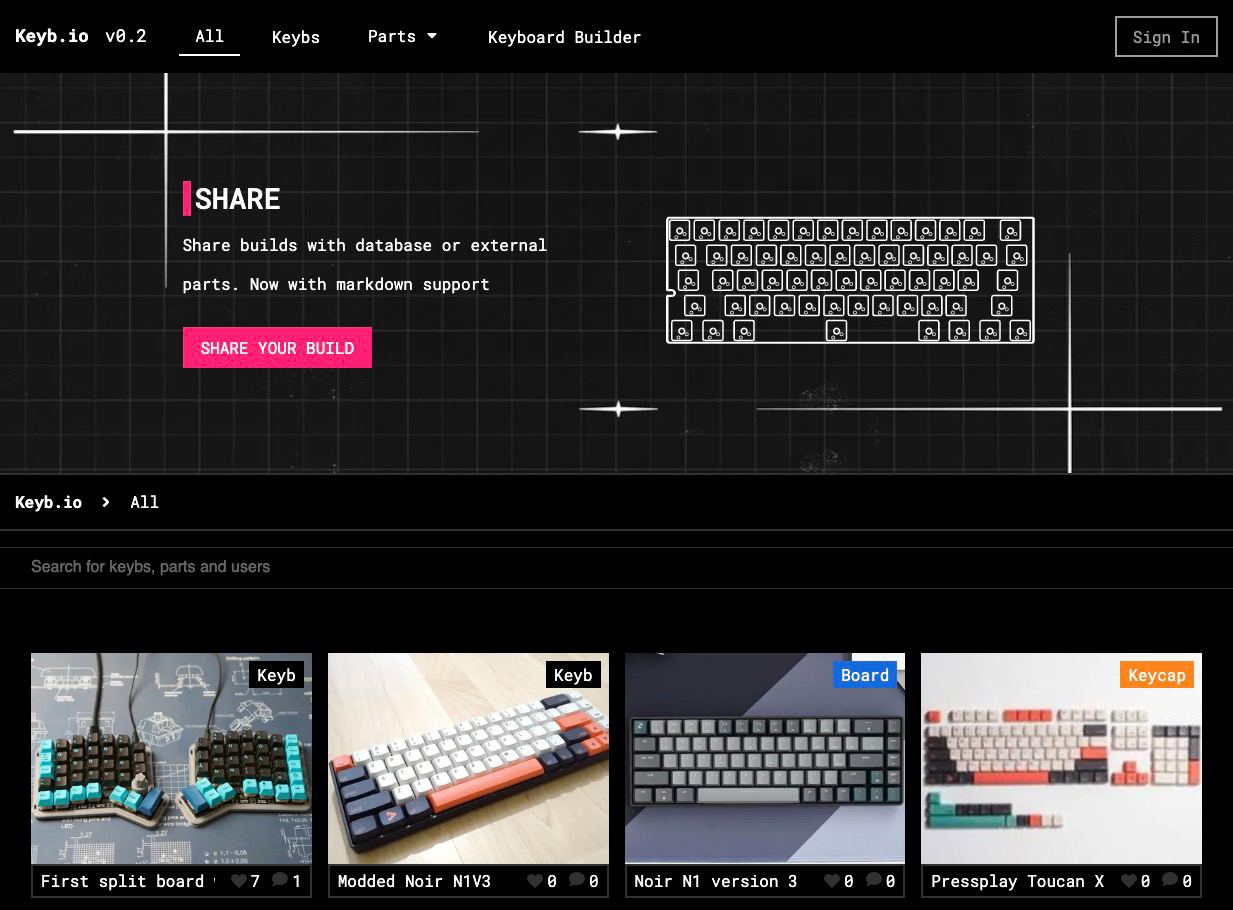 Keyb.io v0.2 All Keybs Parts Keyboard Builder Sign In
SHARE
Share builds with database or external
parts. Now with markdown support
SHARE YOUR BUILD
Keyb.io All
Search for keybs, parts and users
Keyb Keyb Board Keycap
First split board 7 1 Modded Noir N1V3 0 0 Noir N1 version 3 0 0 Pressplay Toucan X 0 0